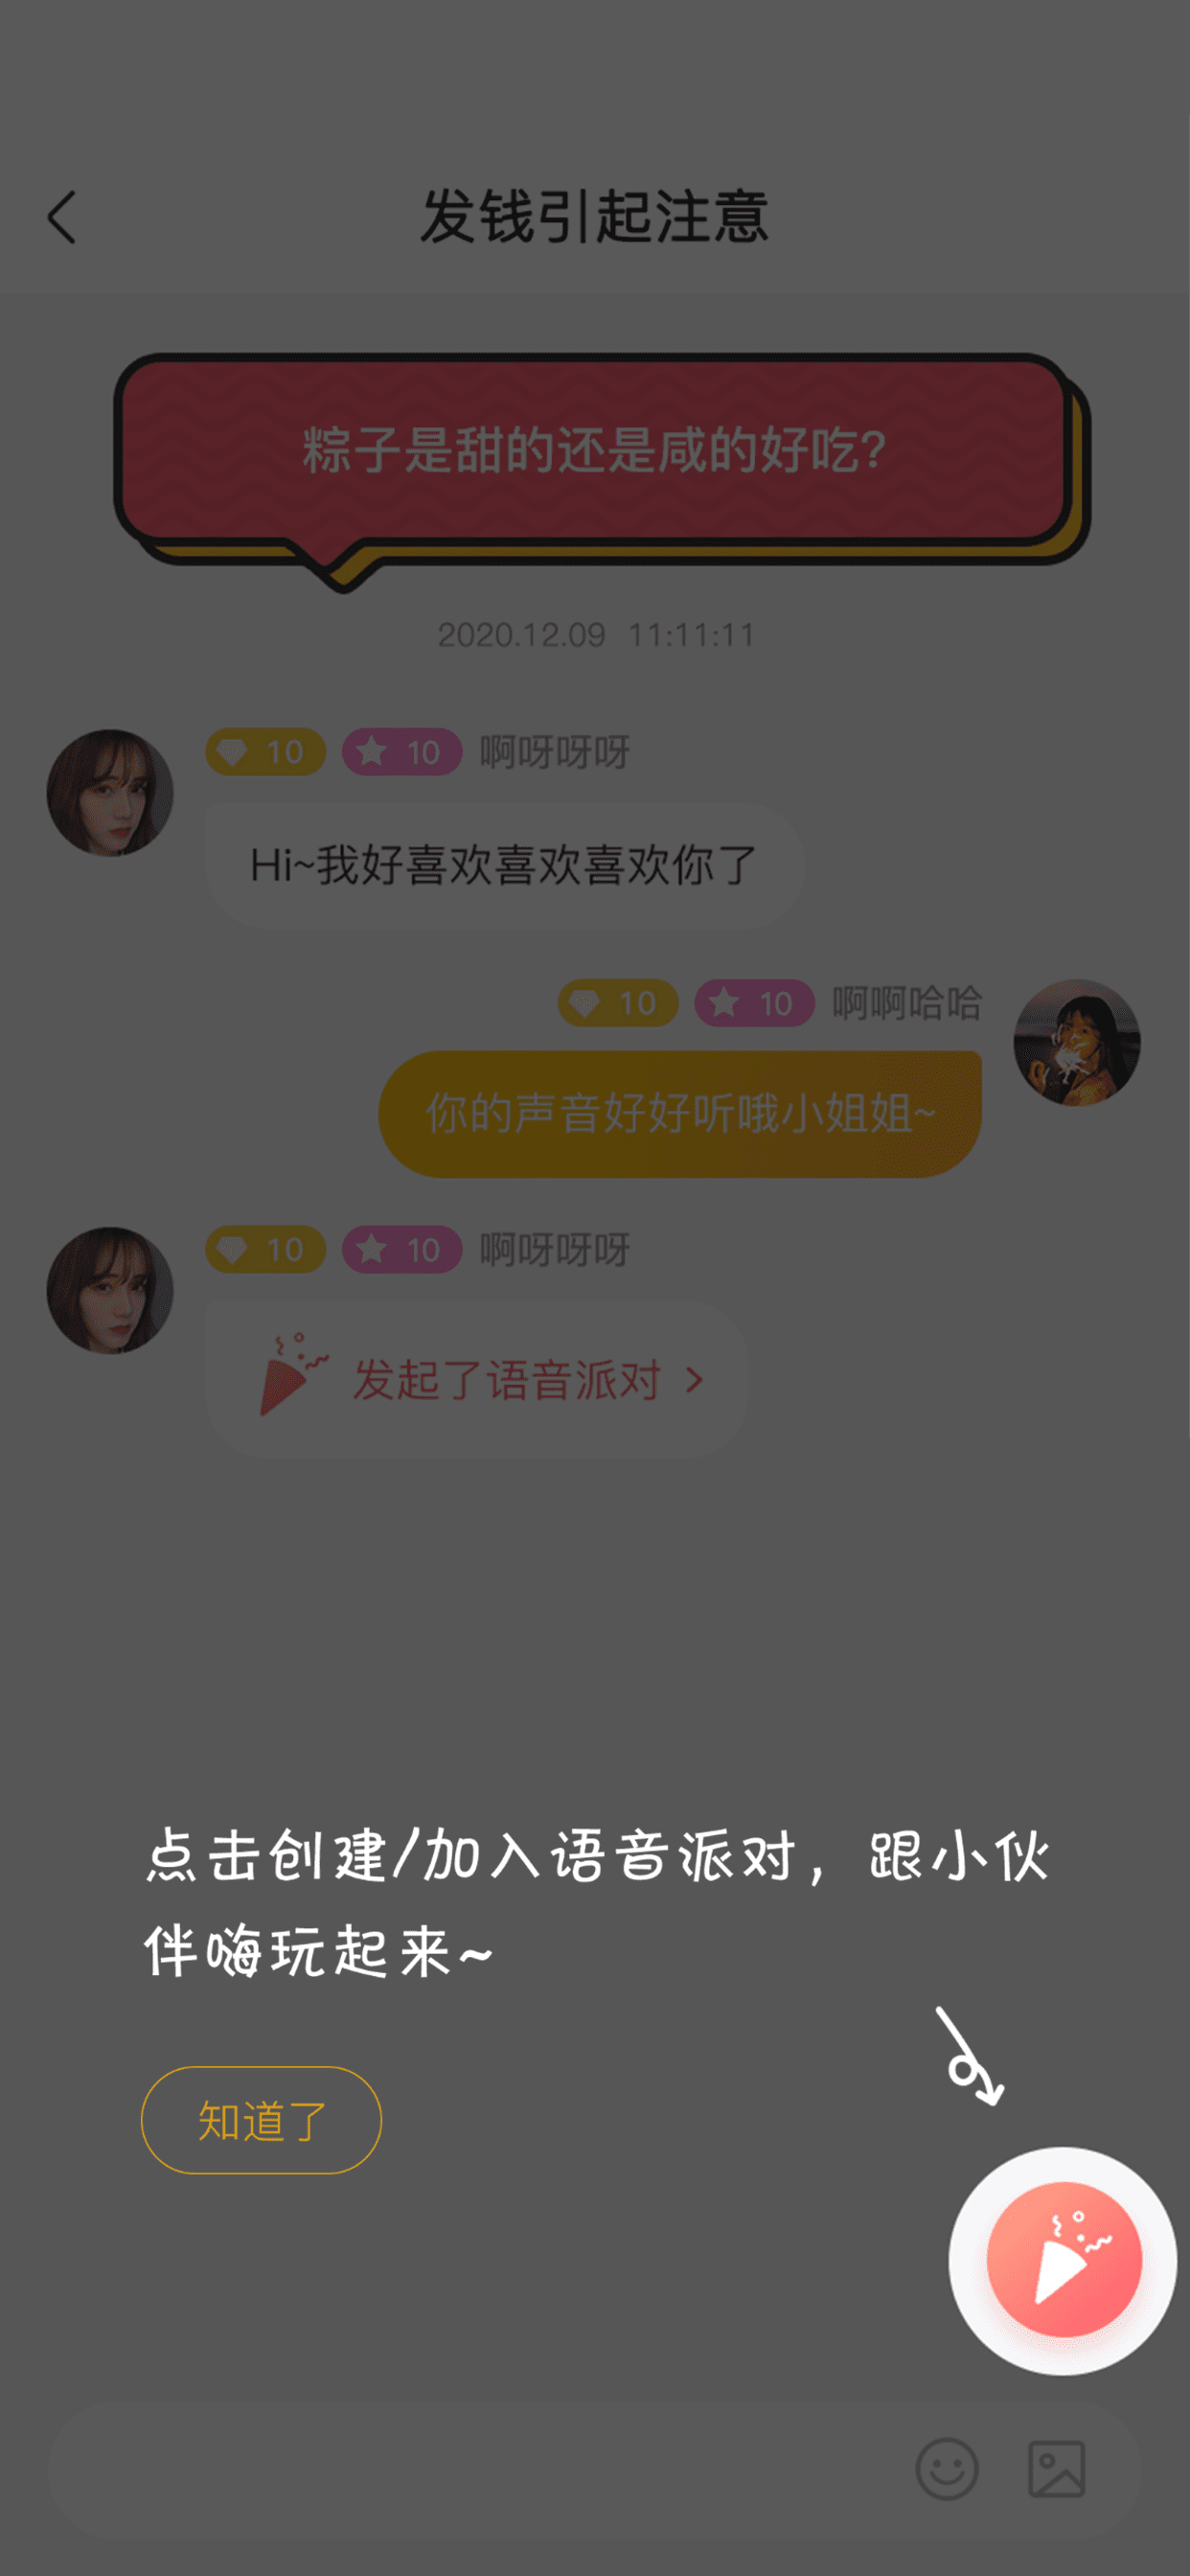 发钱引起注意
粽子是甜的还是咸的好吃?
2020.12.09 11:11:11
10 10 啊呀呀呀
Hi~我好喜欢喜欢喜欢你了
10 10 啊啊哈哈
你的声音好好听哦小姐姐~
10 10 啊呀呀呀
发起了语音派对 >
点击创建/加入语音派对，跟小伙
伴嗨玩起来~
知道了